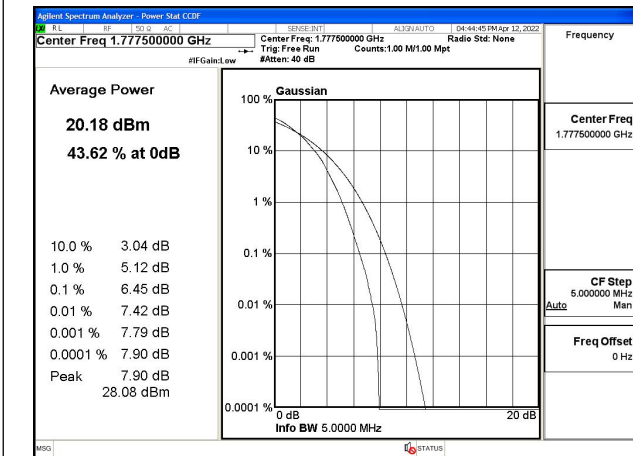 Agilent Spectrum Analyzer - Power Stat CCDF
RL RF 50 Ω AC SENSE:INT ALIGNAUTO 04:44:45 PM Apr 12, 2022
Center Freq 1.777500000 GHz
Center Freq: 1.777500000 GHz Radio Std: None
Trig: Free Run Counts:1.00 M/1.00 Mpt
#IFGain:Low #Atten: 40 dB
Frequency
Average Power
20.18 dBm
43.62 % at 0dB
10.0 % 3.04 dB
1.0 % 5.12 dB
0.1 % 6.45 dB
0.01 % 7.42 dB
0.001 % 7.79 dB
0.0001 % 7.90 dB
Peak 7.90 dB
28.08 dBm
Gaussian
100 %
10 %
1 %
0.1 %
0.01 %
0.001 %
0.0001 %
0 dB 20 dB
Info BW 5.0000 MHz
Center Freq
1.777500000 GHz
CF Step
5.000000 MHz
Auto Man
Freq Offset
0 Hz
MSG STATUS